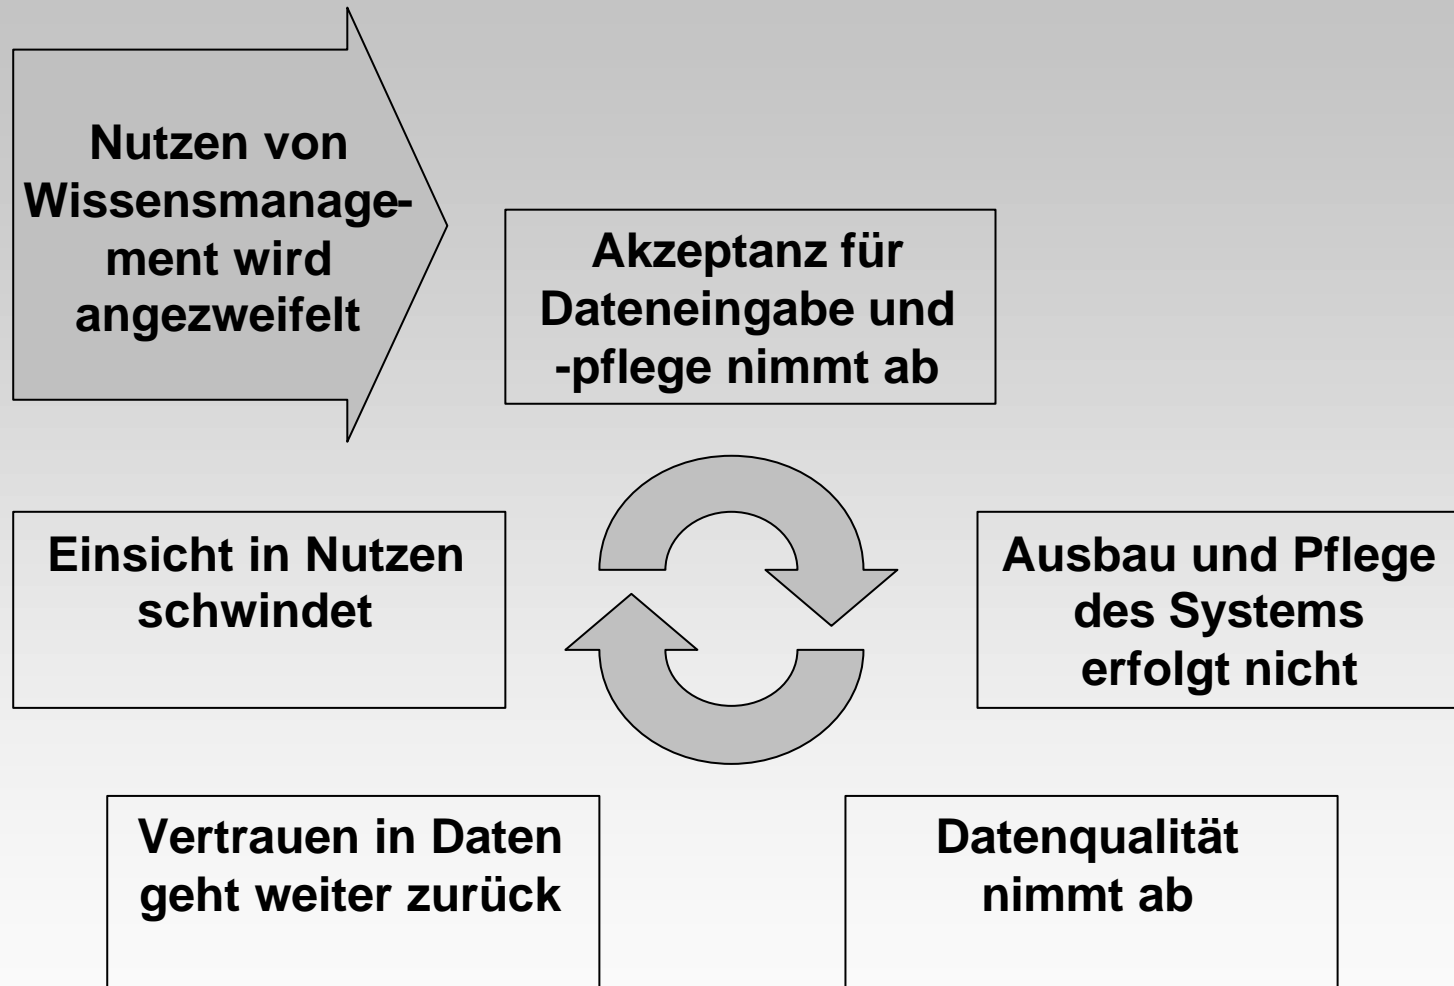 Nutzen von
Wissensmanage-
ment wird
angezweifelt
Akzeptanz für
Dateneingabe und
-pflege nimmt ab
Einsicht in Nutzen
schwindet
Ausbau und Pflege
des Systems
erfolgt nicht
Vertrauen in Daten
geht weiter zurück
Datenqualität
nimmt ab